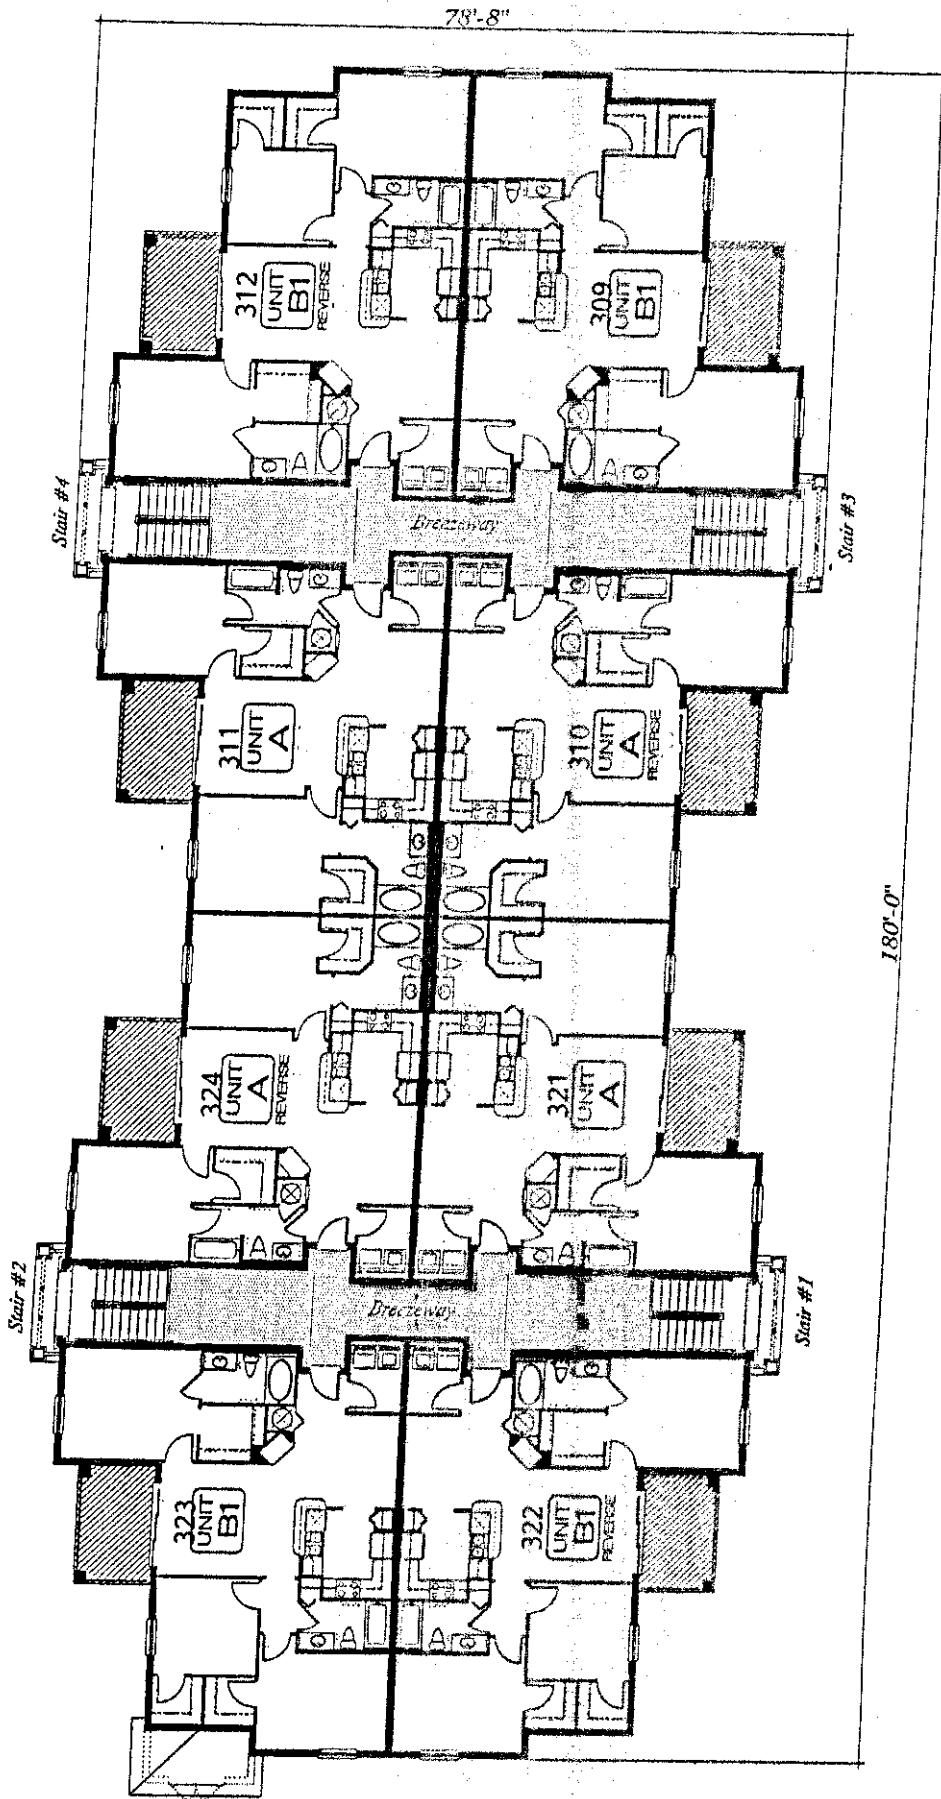 78'-8"
312
UNIT
B1
REVERSE
309
UNIT
B1
Stair #4
Breezeway
Stair #3
311
UNIT
A
310
UNIT
A
REVERSE
180'-0"
324
UNIT
A
REVERSE
321
UNIT
A
Stair #2
Breezeway
Stair #1
323
UNIT
B1
322
UNIT
B1
REVERSE